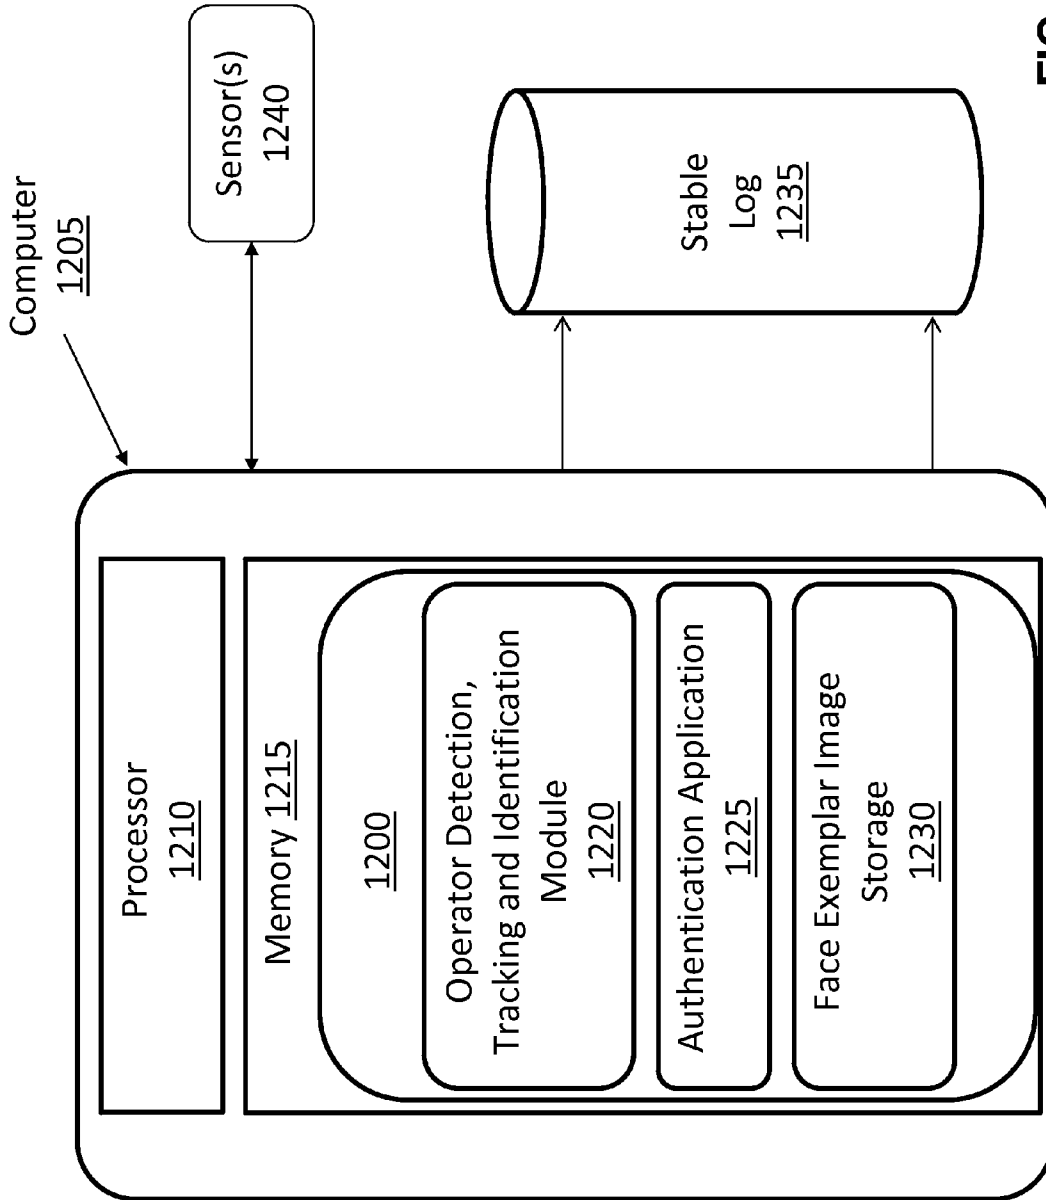 Computer
1205
Processor
1210
Sensor(s)
1240
Memory 1215
1200
Operator Detection,
Tracking and Identification
Module
1220
Authentication Application
1225
Face Exemplar Image
Storage
1230
Stable
Log
1235